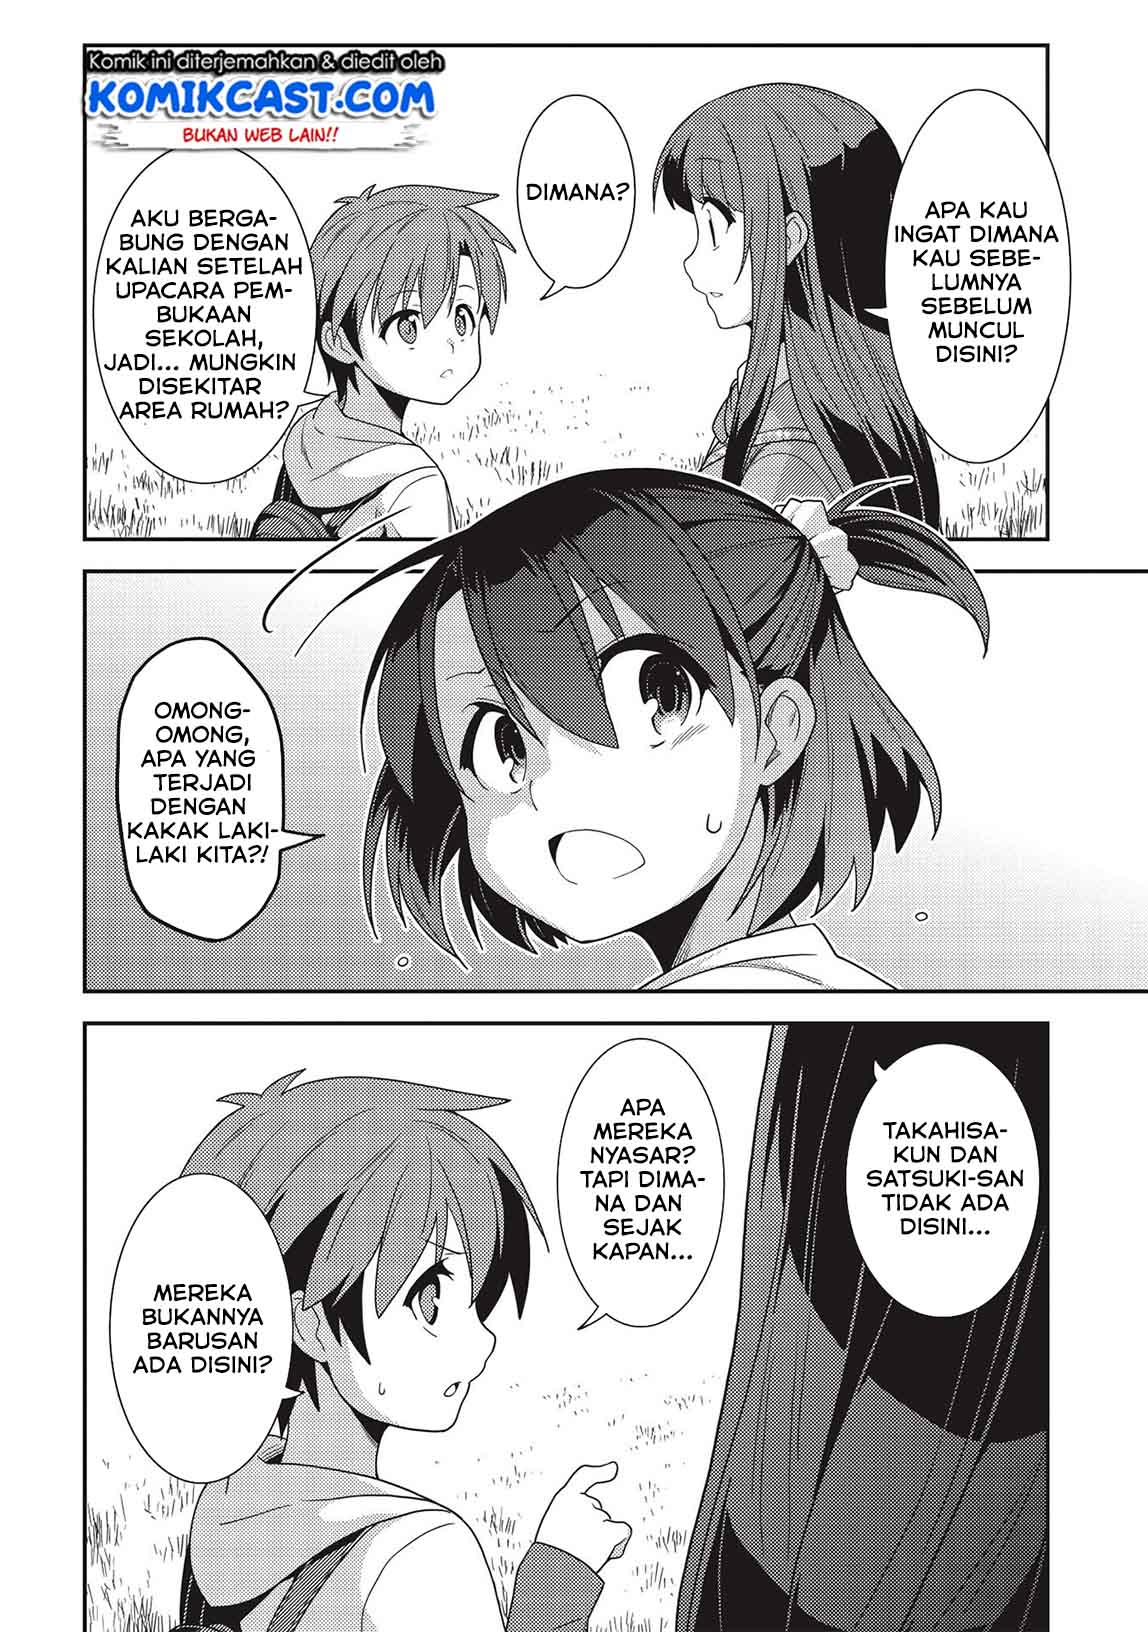 Komik ini diterjemahkan & diedit oleh
KOMIKCAST.COM
BUKAN WEB LAIN!!
APA KAU
INGAT DIMANA
KAU SEBE-
LUMNYA
SEBELUM
MUNCUL
DISINI?
DIMANA?
AKU BERGA-
BUNG DENGAN
KALIAN SETELAH
UPACARA PEM-
BUKAAN
SEKOLAH,
JADI... MUNGKIN
DISEKITAR
AREA RUMAH?
OMONG-
OMONG,
APA YANG
TERJADI
DENGAN
KAKAK LAKI-
LAKI KITA?!
TAKAHISA-
KUN DAN
SATSUKI-SAN
TIDAK ADA
DISINI...
APA
MEREKA
NYASAR?
TAPI DIMA-
NA DAN
SEJAK
KAPAN...
MEREKA
BUKANNYA
BARUSAN
ADA DISINI?